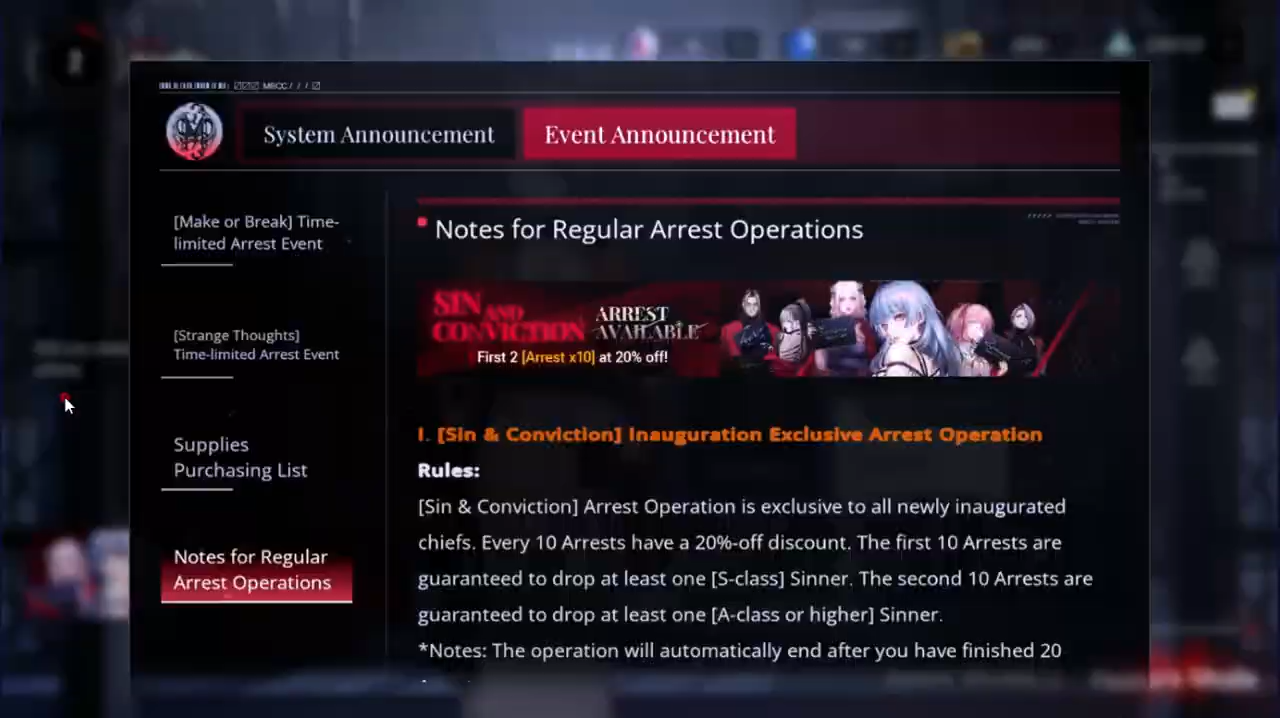 MBCC / / /
System Announcement
Event Announcement
[Make or Break] Time-
limited Arrest Event
[Strange Thoughts]
Time-limited Arrest Event
Supplies
Purchasing List
Notes for Regular
Arrest Operations
Notes for Regular Arrest Operations
SIN AND
CONVICTION
ARREST
AVAILABLE
First 2 [Arrest x10] at 20% off!
I. [Sin & Conviction] Inauguration Exclusive Arrest Operation
Rules:
[Sin & Conviction] Arrest Operation is exclusive to all newly inaugurated
chiefs. Every 10 Arrests have a 20%-off discount. The first 10 Arrests are
guaranteed to drop at least one [S-class] Sinner. The second 10 Arrests are
guaranteed to drop at least one [A-class or higher] Sinner.
*Notes: The operation will automatically end after you have finished 20